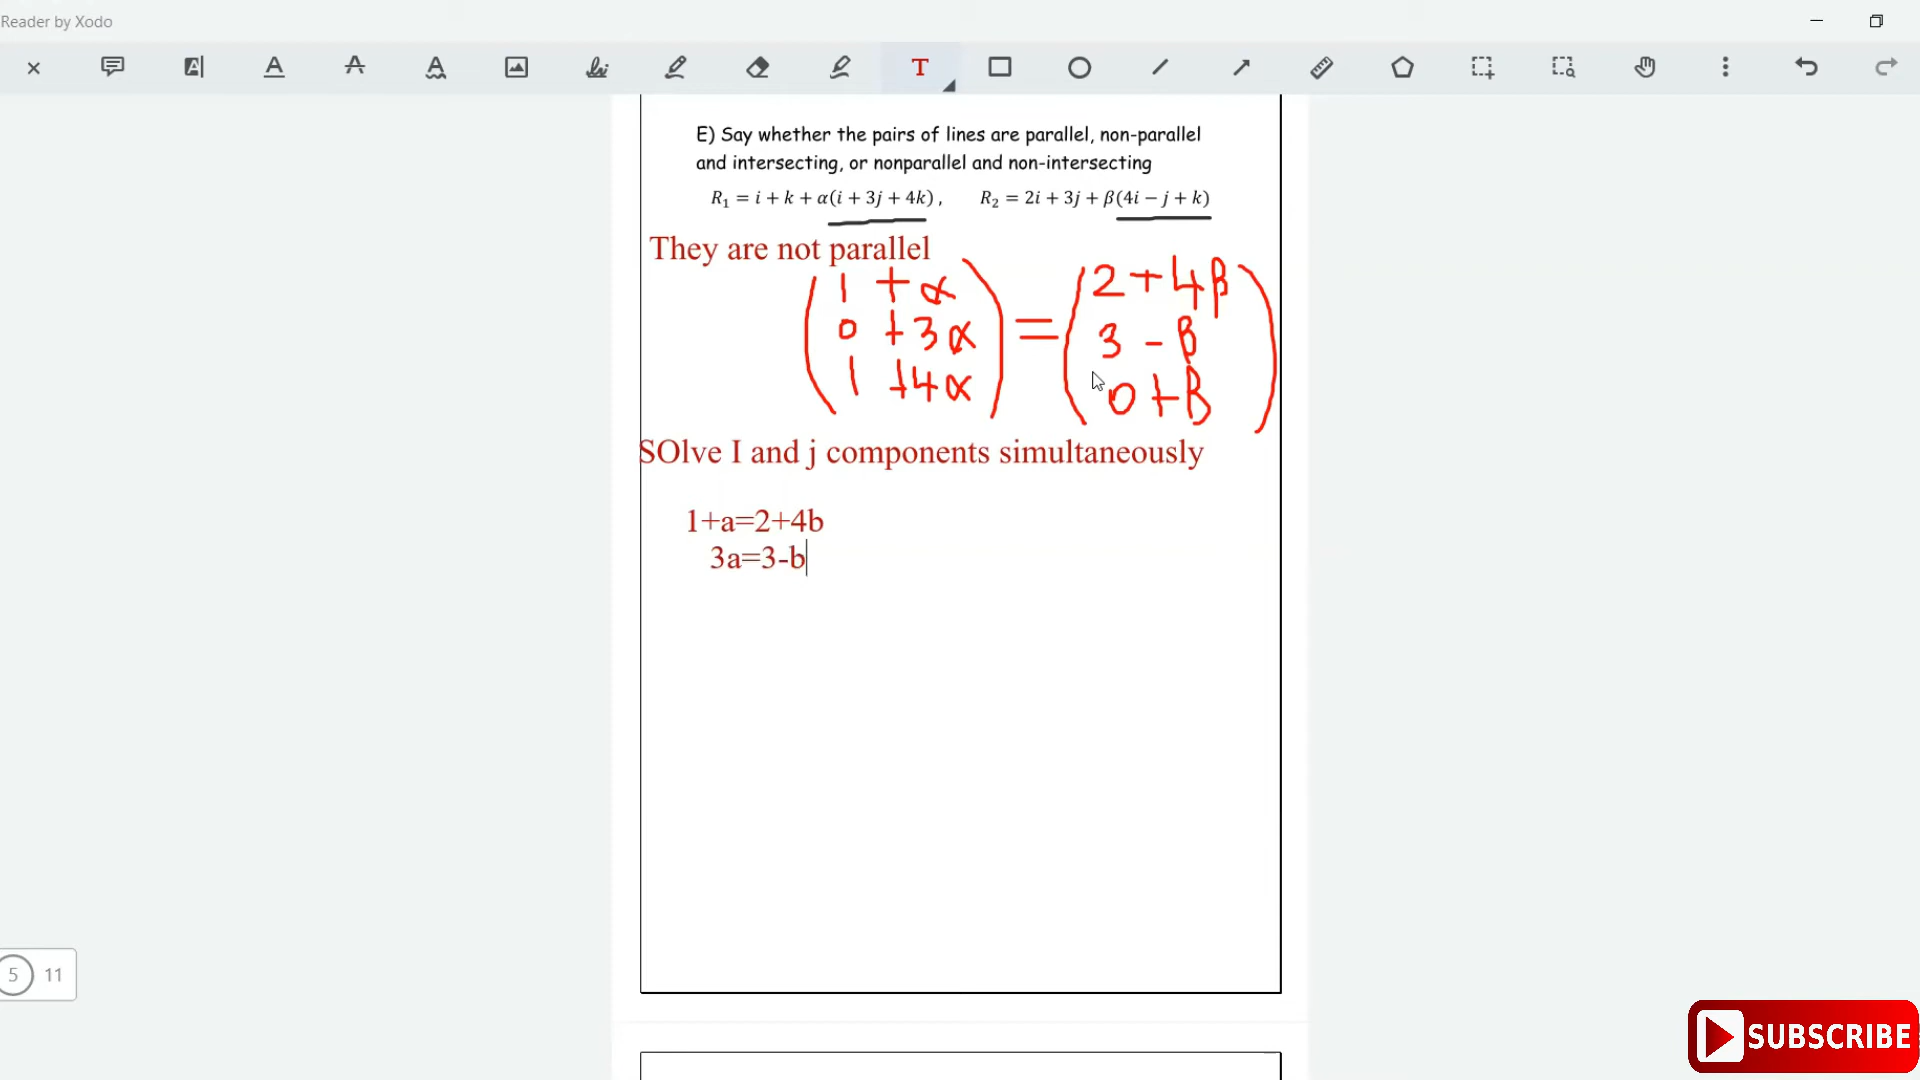 Reader by Xodo
E) Say whether the pairs of lines are parallel, non-parallel
and intersecting, or nonparallel and non-intersecting
R₁ = i + k + α(i + 3j + 4k) ,    R₂ = 2i + 3j + β(4i − j + k)
They are not parallel
(1 + α    = (2 + 4β
0 + 3α    3 - β
1 + 4α)    0 + β)
SOlve I and j components simultaneously
1+a=2+4b
3a=3-b
5 11
SUBSCRIBE